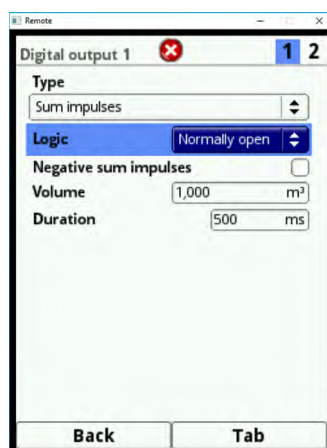 Remote
Digital output 1 1 2
Type
Sum impulses
Logic Normally open
Negative sum impulses
Volume 1,000 m³
Duration 500 ms
Back Tab